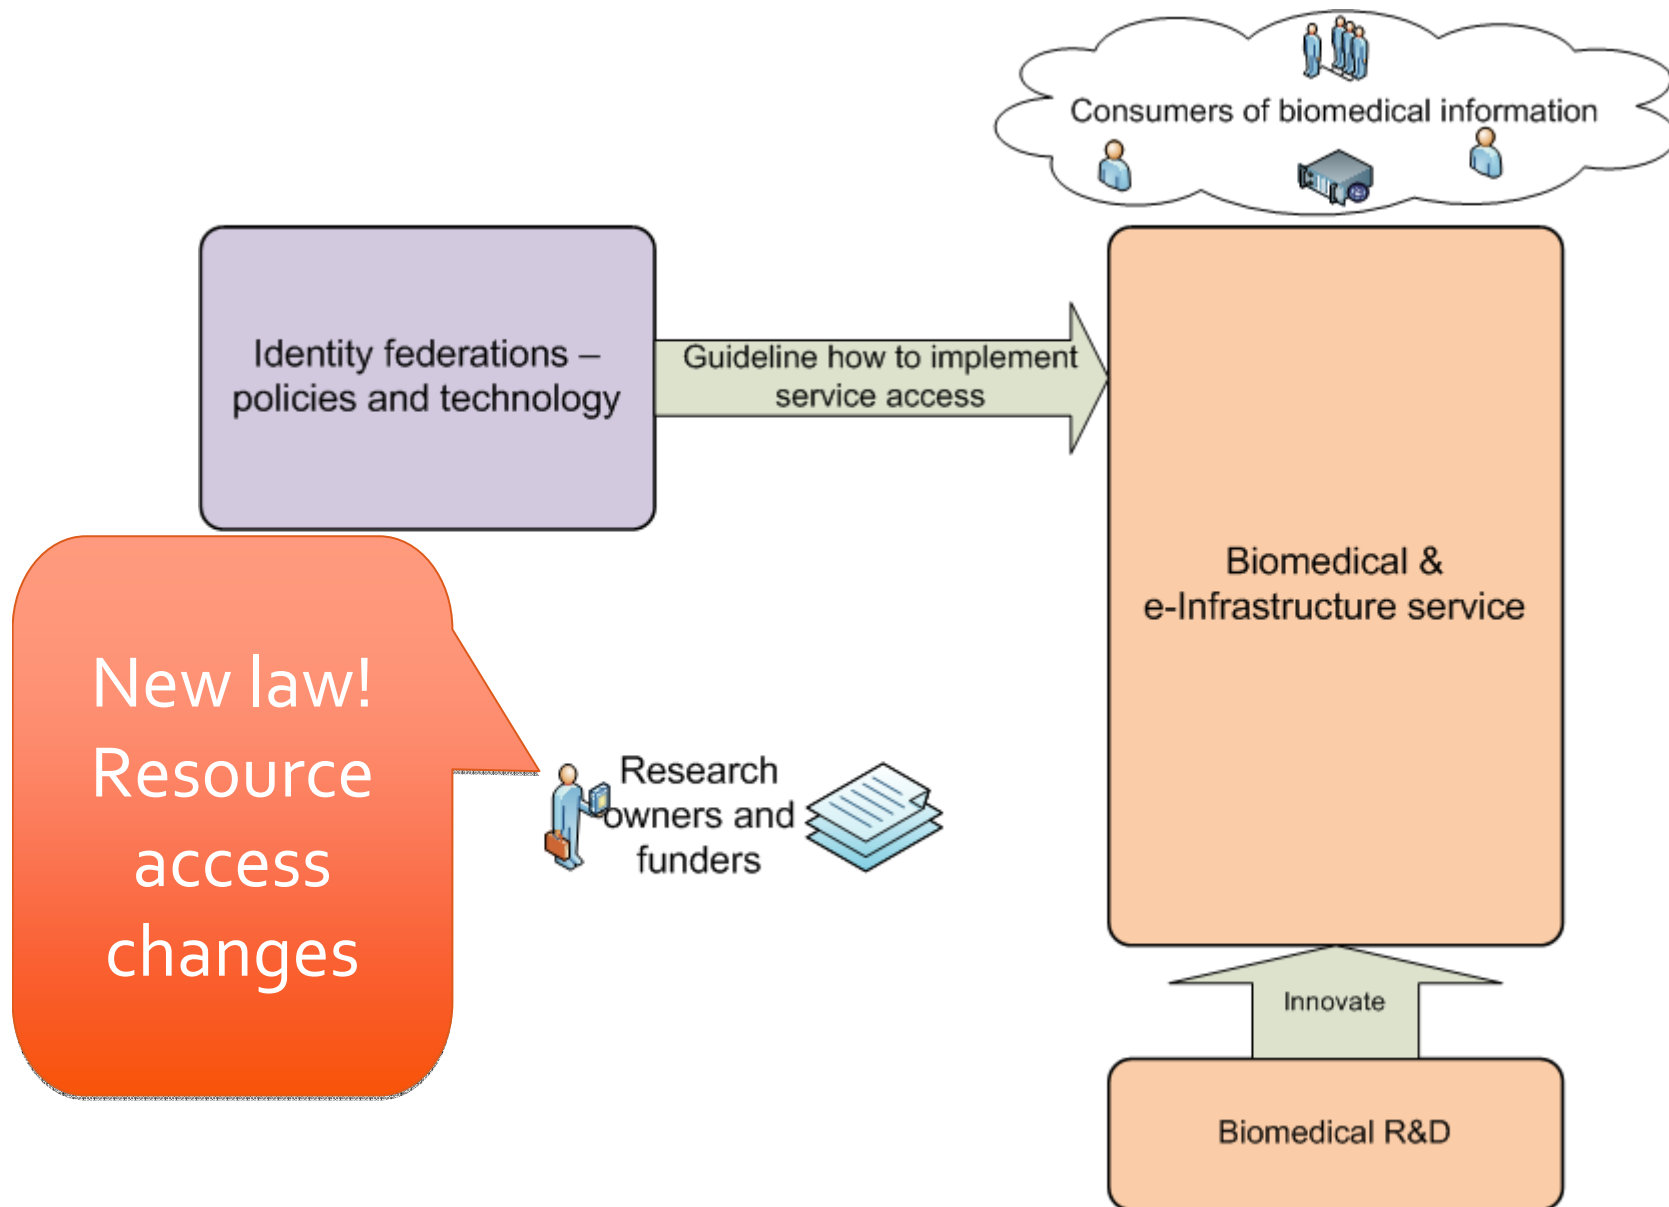 Consumers of biomedical information
Identity federations –
policies and technology
Guideline how to implement
service access
Biomedical &
e-Infrastructure service
New law!
Resource
access
changes
Research
owners and
funders
Innovate
Biomedical R&D